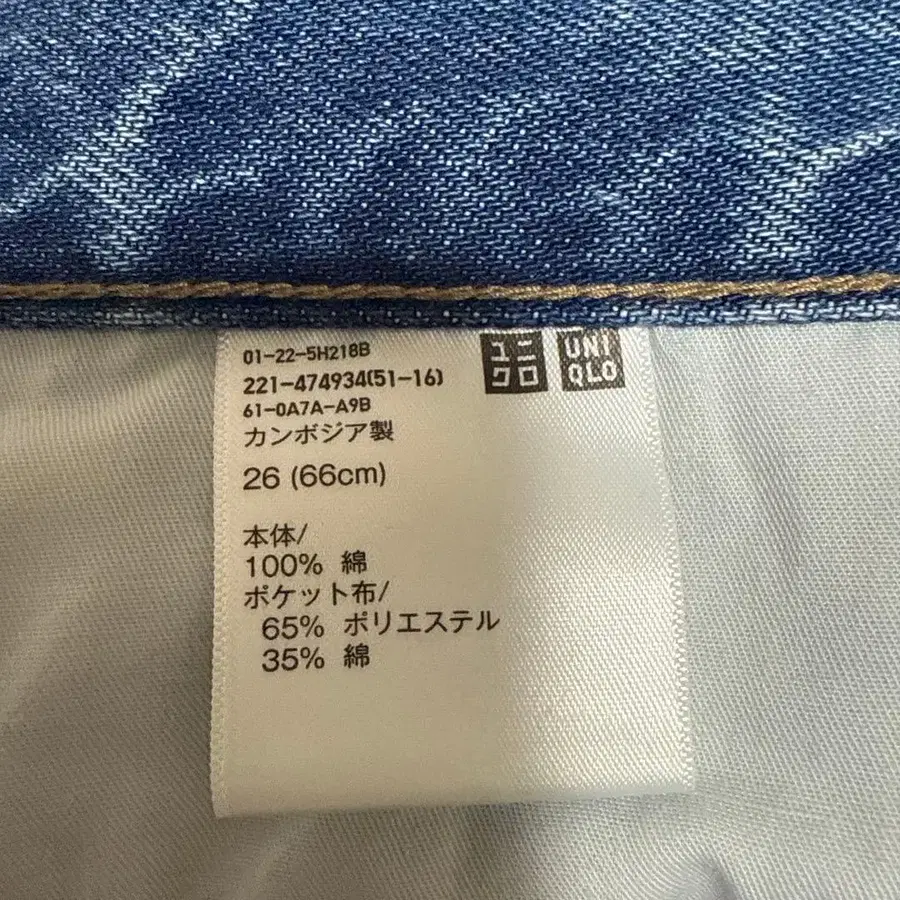 01-22-5H218B
221-474934(51-16)
61-0A7A-A9B
カンボジア製
ユニ
クロ
UNI
QLO
26 (66cm)
本体/
100% 綿
ポケット布/
65% ポリエステル
35% 綿